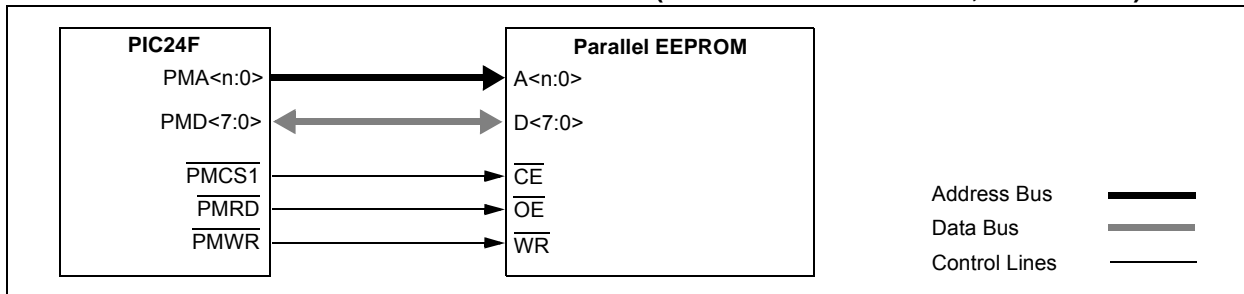 PIC24F
Parallel EEPROM
PMA<n:0>
A<n:0>
PMD<7:0>
D<7:0>
PMCS1
CE
PMRD
OE
PMWR
WR
Address Bus
Data Bus
Control Lines